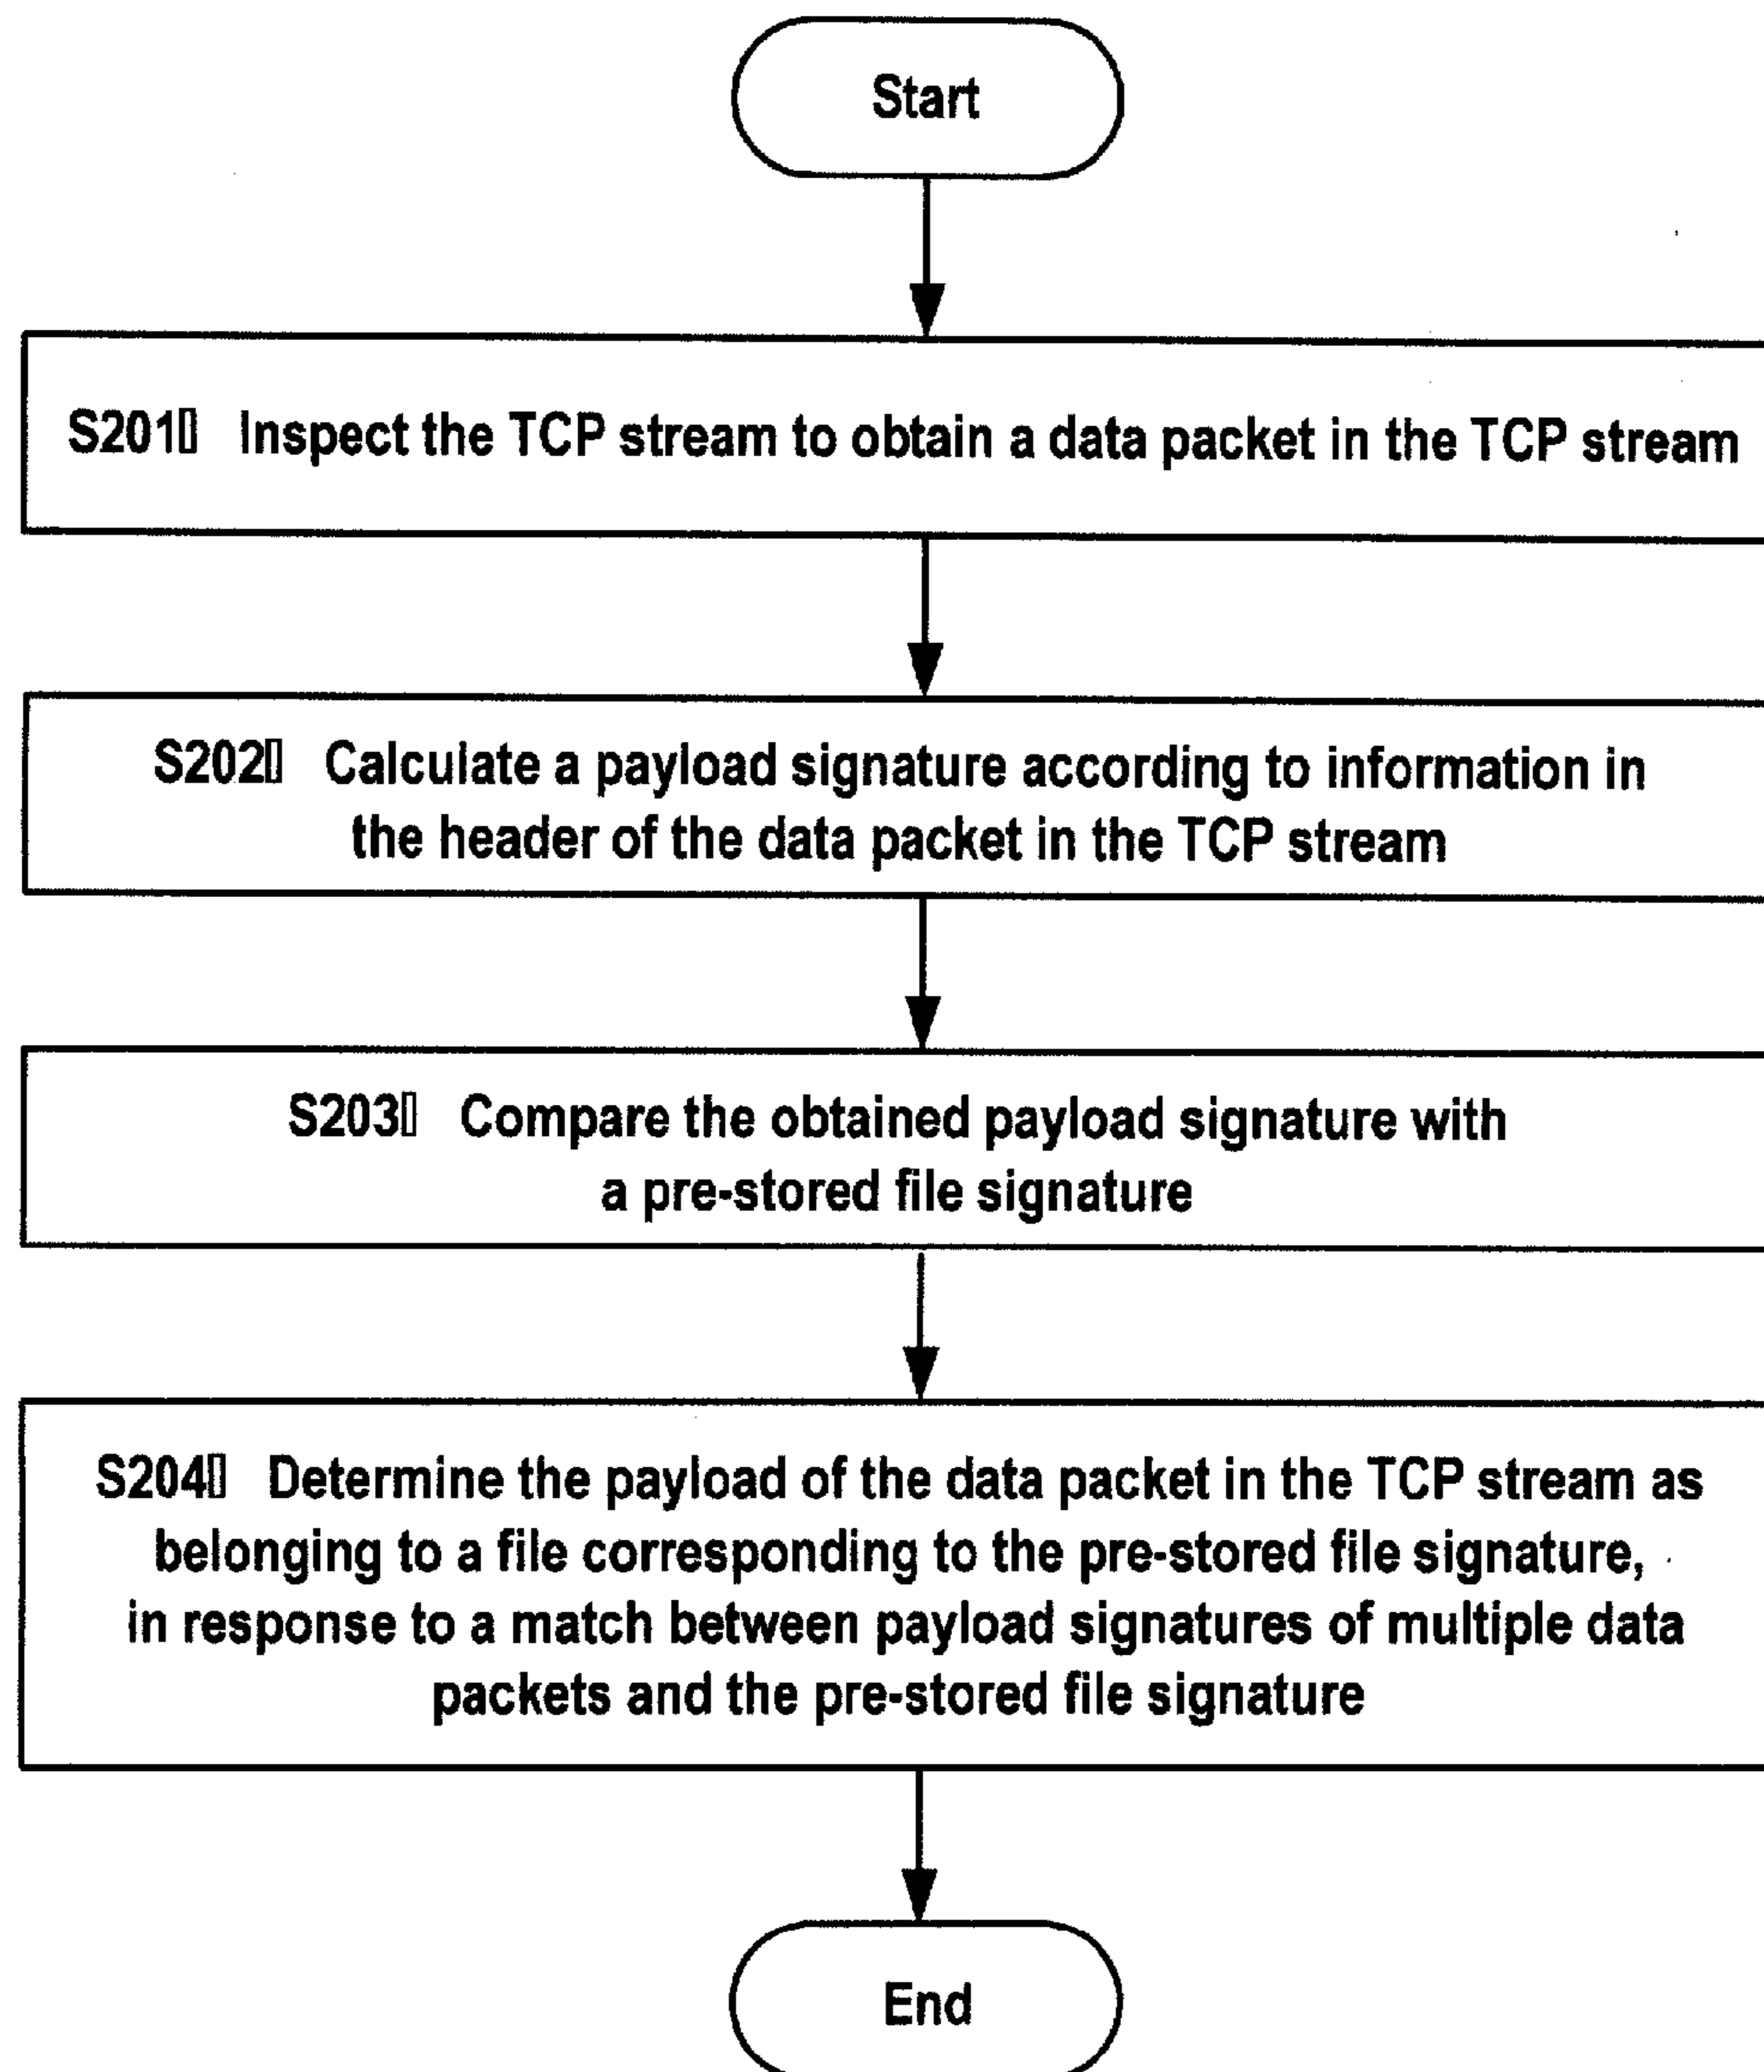 Start
S201▯ Inspect the TCP stream to obtain a data packet in the TCP stream
S202▯ Calculate a payload signature according to information in
the header of the data packet in the TCP stream
S203▯ Compare the obtained payload signature with
a pre-stored file signature
S204▯ Determine the payload of the data packet in the TCP stream as
belonging to a file corresponding to the pre-stored file signature,
in response to a match between payload signatures of multiple data
packets and the pre-stored file signature
End